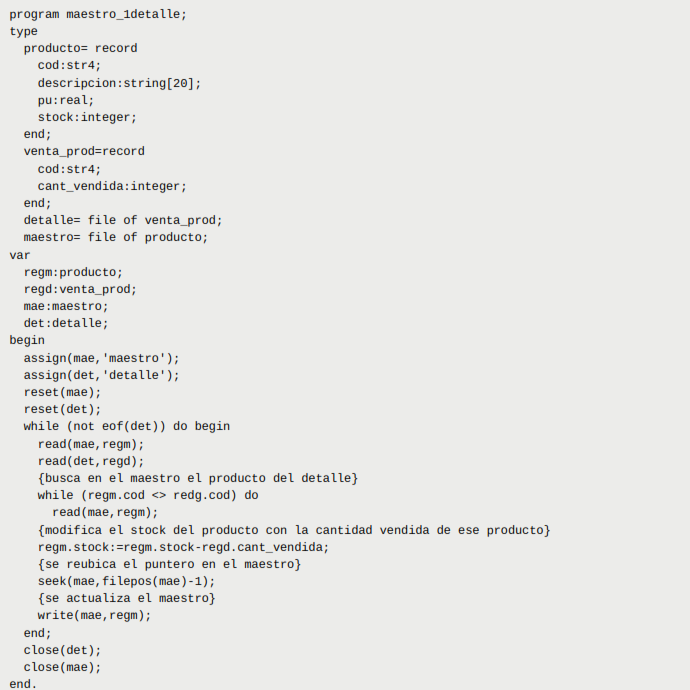 program maestro_1detalle;
type
  producto= record
    cod:str4;
    descripcion:string[20];
    pu:real;
    stock:integer;
  end;
  venta_prod=record
    cod:str4;
    cant_vendida:integer;
  end;
  detalle= file of venta_prod;
  maestro= file of producto;
var
  regm:producto;
  regd:venta_prod;
  mae:maestro;
  det:detalle;
begin
  assign(mae,'maestro');
  assign(det,'detalle');
  reset(mae);
  reset(det);
  while (not eof(det)) do begin
    read(mae,regm);
    read(det,regd);
    {busca en el maestro el producto del detalle}
    while (regm.cod <> redg.cod) do
      read(mae,regm);
    {modifica el stock del producto con la cantidad vendida de ese producto}
    regm.stock:=regm.stock-regd.cant_vendida;
    {se reubica el puntero en el maestro}
    seek(mae,filepos(mae)-1);
    {se actualiza el maestro}
    write(mae,regm);
  end;
  close(det);
  close(mae);
end.